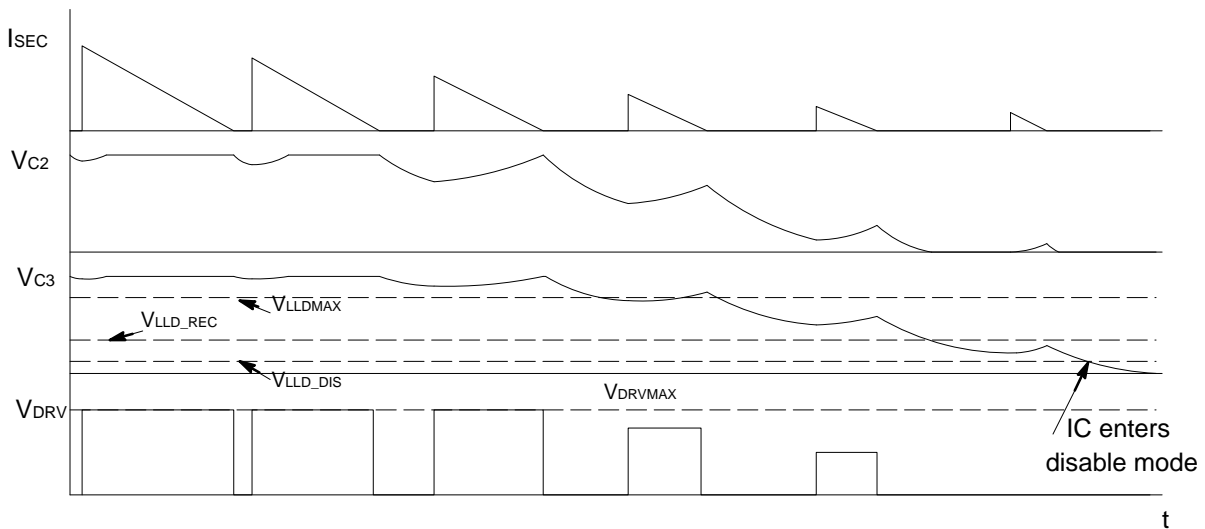 ISEC
VC2
VC3
VLLDMAX
VLLD_REC
VLLD_DIS
VDRVMAX
VDRV
IC enters
disable mode
t